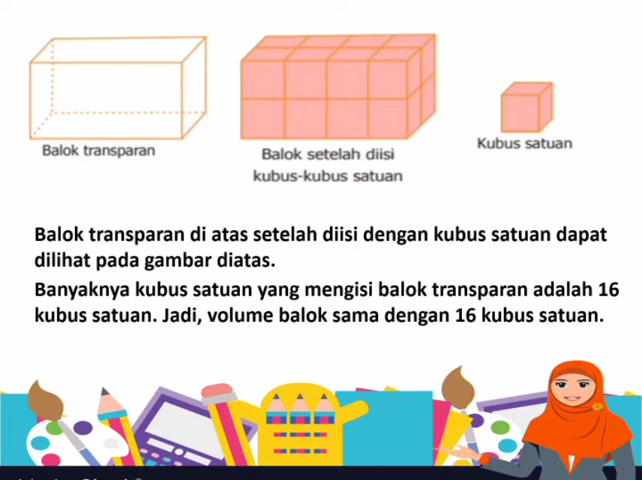 Balok transparan
Balok setelah diisi
kubus-kubus satuan
Kubus satuan
Balok transparan di atas setelah diisi dengan kubus satuan dapat
dilihat pada gambar diatas.
Banyaknya kubus satuan yang mengisi balok transparan adalah 16
kubus satuan. Jadi, volume balok sama dengan 16 kubus satuan.